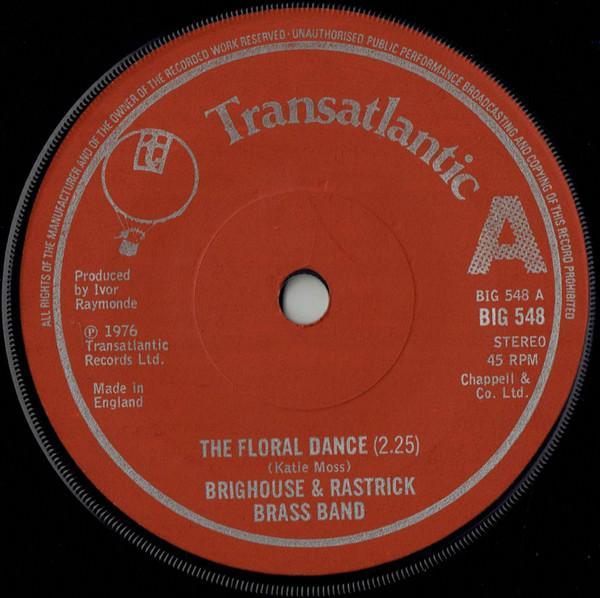 ALL RIGHTS OF THE MANUFACTURER AND OF THE OWNER OF THE RECORDED WORK RESERVED · UNAUTHORISED PUBLIC PERFORMANCE BROADCASTING AND COPYING OF THIS RECORD PROHIBITED
Transatlantic
A
Produced
by Ivor
Raymonde
℗ 1976
Transatlantic
Records Ltd.
Made in
England
BIG 548 A
BIG 548
STEREO
45 RPM
Chappell &
Co. Ltd.
THE FLORAL DANCE (2.25)
(Katie Moss)
BRIGHOUSE & RASTRICK
BRASS BAND